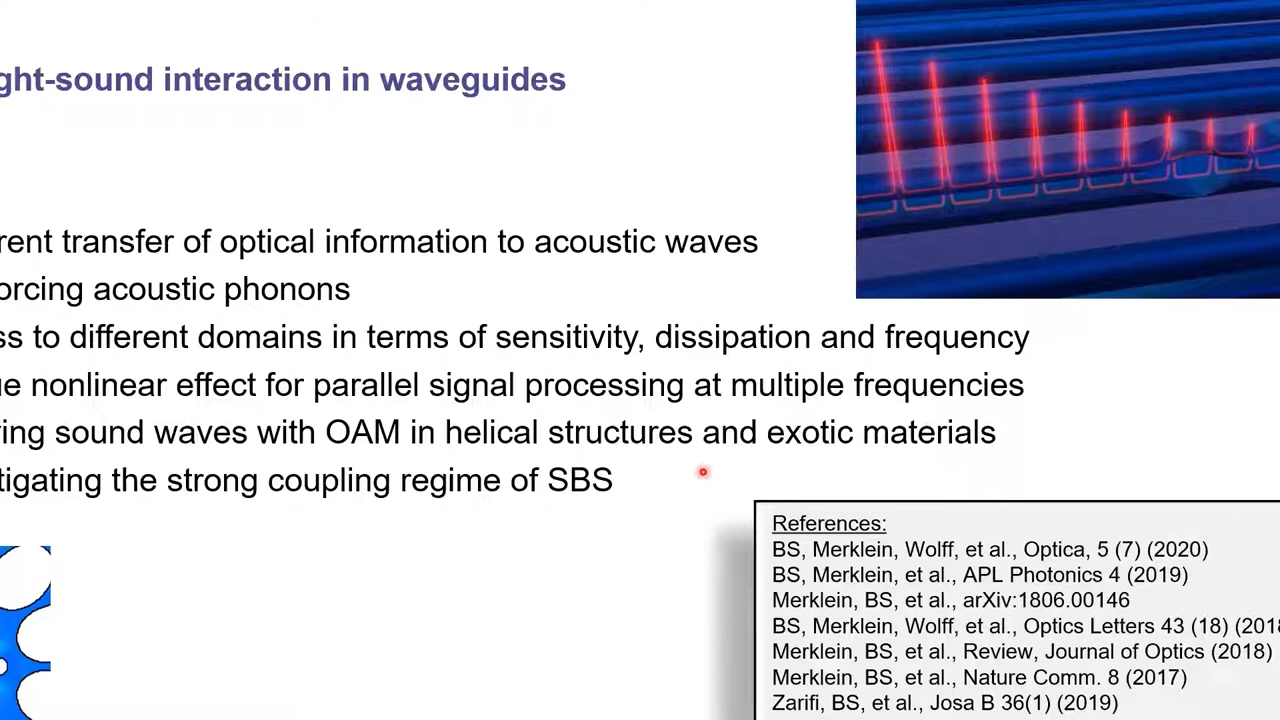 ght-sound interaction in waveguides
rent transfer of optical information to acoustic waves
orcing acoustic phonons
ss to different domains in terms of sensitivity, dissipation and frequency
ue nonlinear effect for parallel signal processing at multiple frequencies
ring sound waves with OAM in helical structures and exotic materials
tigating the strong coupling regime of SBS
References:
BS, Merklein, Wolff, et al., Optica, 5 (7) (2020)
BS, Merklein, et al., APL Photonics 4 (2019)
Merklein, BS, et al., arXiv:1806.00146
BS, Merklein, Wolff, et al., Optics Letters 43 (18) (2018
Merklein, BS, et al., Review, Journal of Optics (2018)
Merklein, BS, et al., Nature Comm. 8 (2017)
Zarifi, BS, et al., Josa B 36(1) (2019)